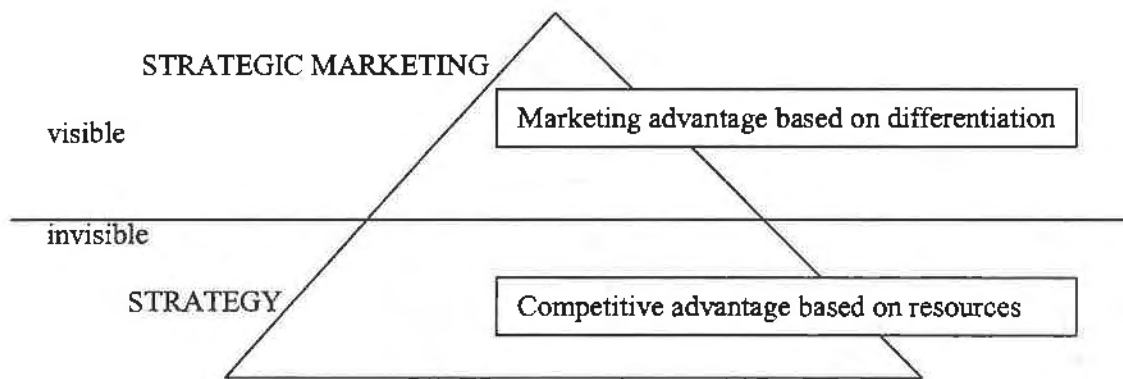 STRATEGIC MARKETING
Marketing advantage based on differentiation
visible
invisible
STRATEGY
Competitive advantage based on resources